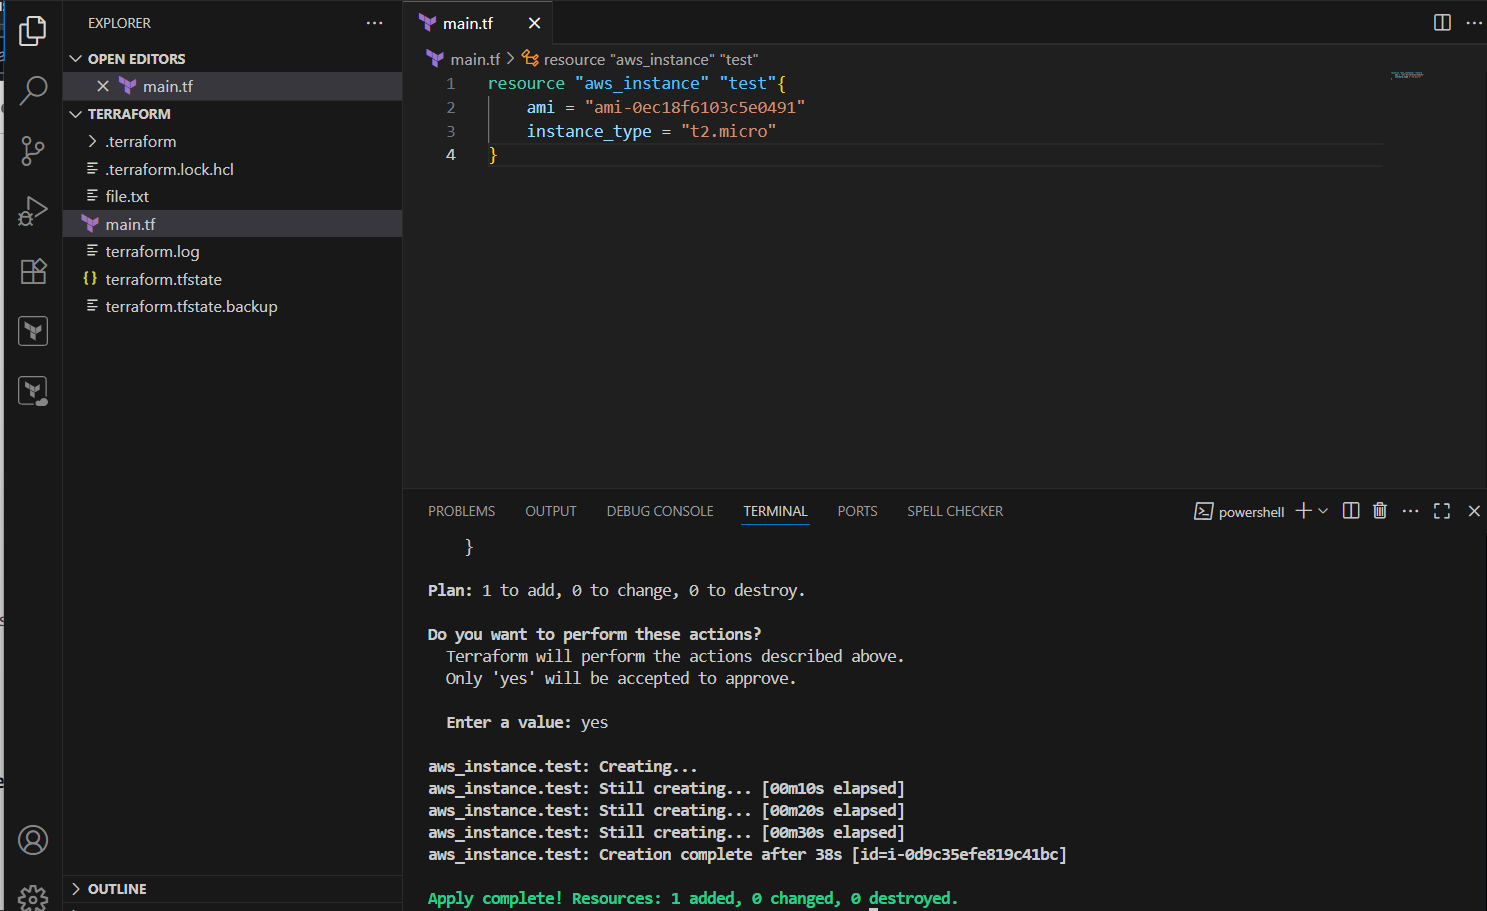 EXPLORER
OPEN EDITORS
main.tf
TERRAFORM
.terraform
.terraform.lock.hcl
file.txt
main.tf
terraform.log
terraform.tfstate
terraform.tfstate.backup
OUTLINE
main.tf
main.tf > resource "aws_instance" "test"
1 resource "aws_instance" "test"{
2 ami = "ami-0ec18f6103c5e0491"
3 instance_type = "t2.micro"
4 }
PROBLEMS OUTPUT DEBUG CONSOLE TERMINAL PORTS SPELL CHECKER powershell
}
Plan: 1 to add, 0 to change, 0 to destroy.
Do you want to perform these actions?
Terraform will perform the actions described above.
Only 'yes' will be accepted to approve.
Enter a value: yes
aws_instance.test: Creating...
aws_instance.test: Still creating... [00m10s elapsed]
aws_instance.test: Still creating... [00m20s elapsed]
aws_instance.test: Still creating... [00m30s elapsed]
aws_instance.test: Creation complete after 38s [id=i-0d9c35efe819c41bc]
Apply complete! Resources: 1 added, 0 changed, 0 destroyed.